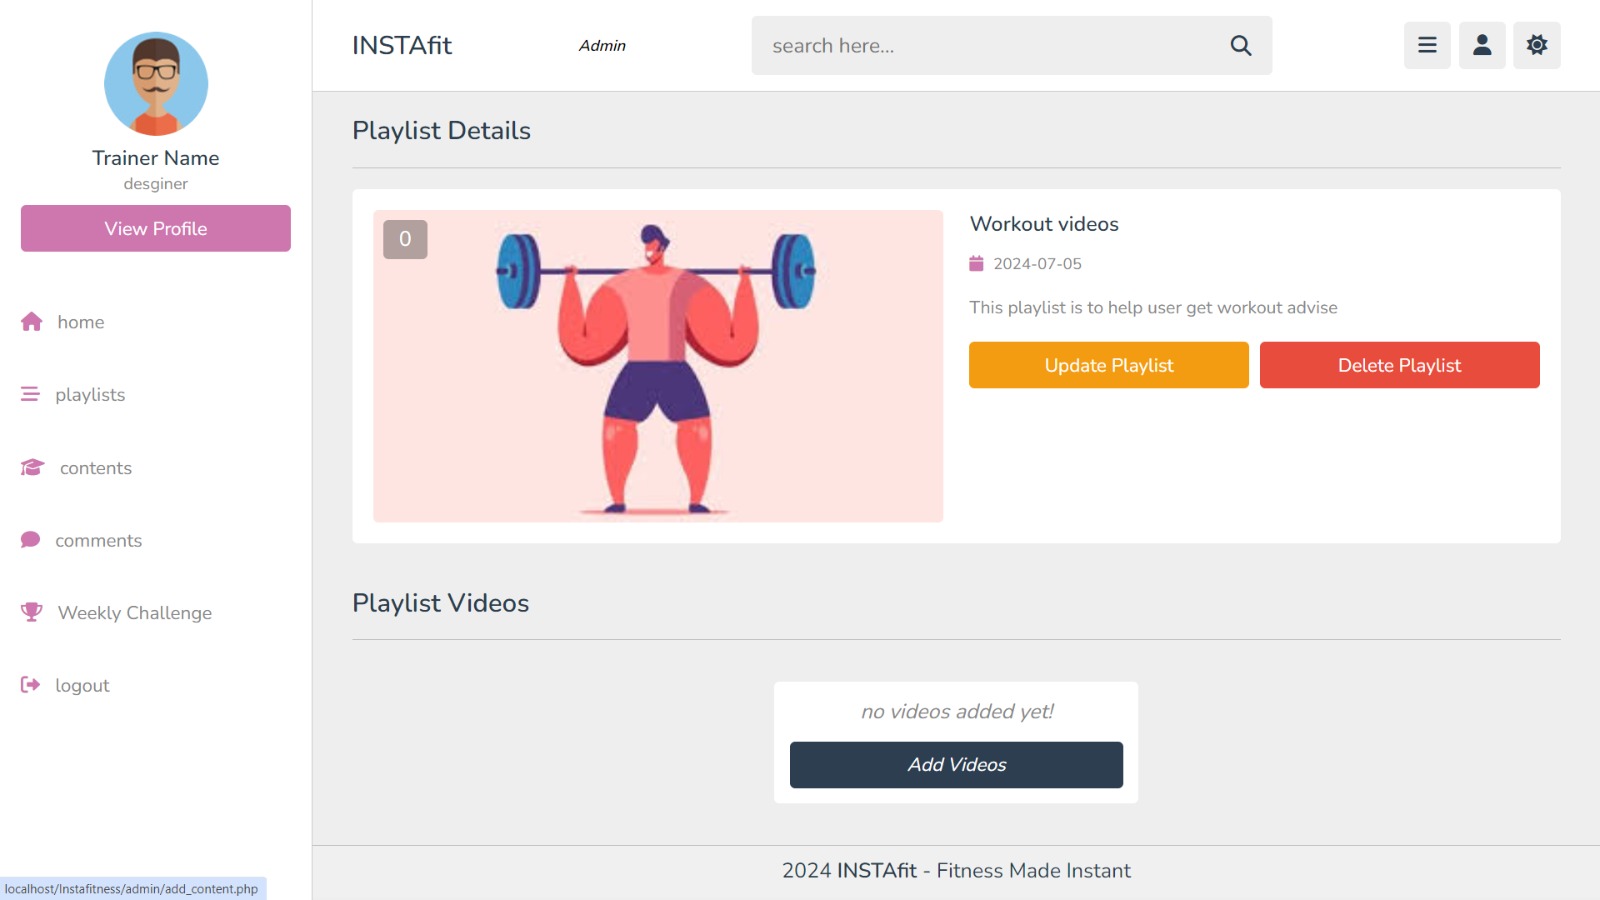 Trainer Name
desginer
View Profile
home
playlists
contents
comments
Weekly Challenge
logout
INSTAfit
Admin
search here...
Playlist Details
0
Workout videos
2024-07-05
This playlist is to help user get workout advise
Update Playlist
Delete Playlist
Playlist Videos
no videos added yet!
Add Videos
2024 INSTAfit - Fitness Made Instant
localhost/Instafitness/admin/add_content.php